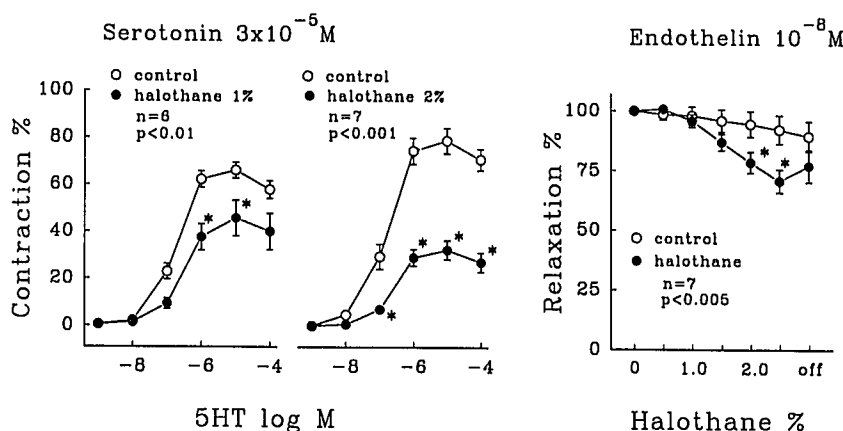 Serotonin 3x10⁻⁵M
Endothelin 10⁻⁸M
Contraction %
100
80
60
40
20
0
control
halothane 1%
n=6
p<0.01
*
*
-8
-6
-4
control
halothane 2%
n=7
p<0.001
*
*
*
*
-8
-6
-4
5HT log M
Relaxation %
100
75
50
25
0
*
*
control
halothane
n=7
p<0.005
0
1.0
2.0
off
Halothane %